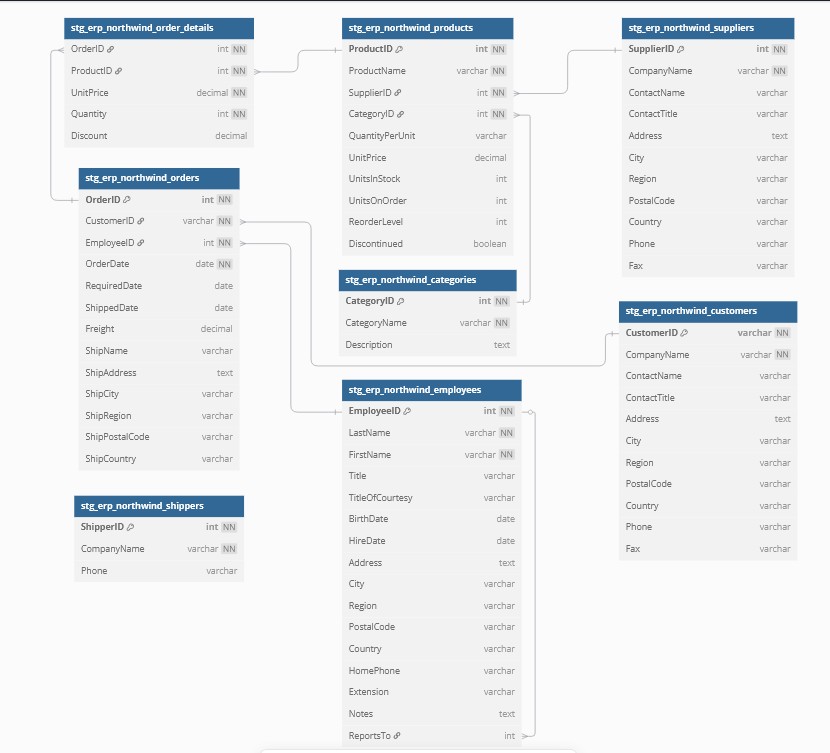 stg_erp_northwind_order_details
OrderID int NN
ProductID int NN
UnitPrice decimal NN
Quantity int NN
Discount decimal
stg_erp_northwind_orders
OrderID int NN
CustomerID varchar NN
EmployeeID int NN
OrderDate date NN
RequiredDate date
ShippedDate date
Freight decimal
ShipName varchar
ShipAddress text
ShipCity varchar
ShipRegion varchar
ShipPostalCode varchar
ShipCountry varchar
stg_erp_northwind_shippers
ShipperID int NN
CompanyName varchar NN
Phone varchar
stg_erp_northwind_products
ProductID int NN
ProductName varchar NN
SupplierID int NN
CategoryID int NN
QuantityPerUnit varchar
UnitPrice decimal
UnitsInStock int
UnitsOnOrder int
ReorderLevel int
Discontinued boolean
stg_erp_northwind_categories
CategoryID int NN
CategoryName varchar NN
Description text
stg_erp_northwind_employees
EmployeeID int NN
LastName varchar NN
FirstName varchar NN
Title varchar
TitleOfCourtesy varchar
BirthDate date
HireDate date
Address text
City varchar
Region varchar
PostalCode varchar
Country varchar
HomePhone varchar
Extension varchar
Notes text
ReportsTo int
stg_erp_northwind_suppliers
SupplierID int NN
CompanyName varchar NN
ContactName varchar
ContactTitle varchar
Address text
City varchar
Region varchar
PostalCode varchar
Country varchar
Phone varchar
Fax varchar
stg_erp_northwind_customers
CustomerID varchar NN
CompanyName varchar NN
ContactName varchar
ContactTitle varchar
Address text
City varchar
Region varchar
PostalCode varchar
Country varchar
Phone varchar
Fax varchar